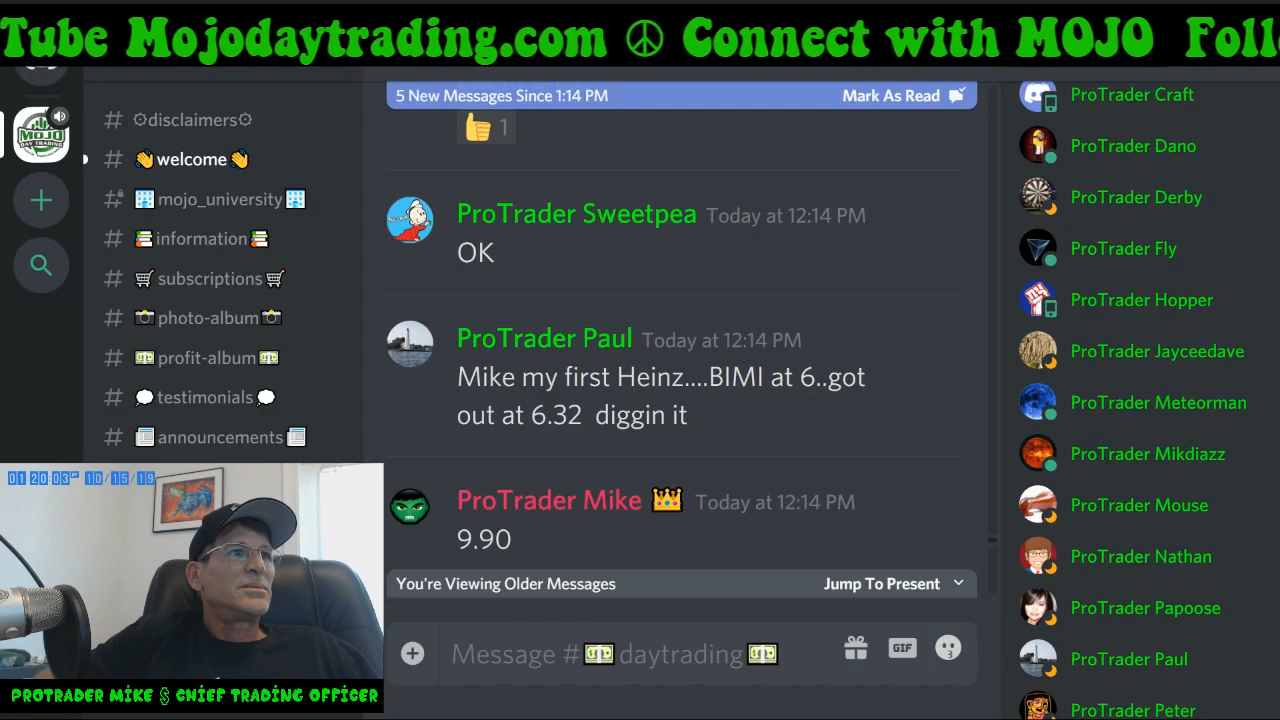 Tube Mojodaytrading.com ☮ Connect with MOJO Foll
MOJO
DAY TRADING
# ⚙disclaimers⚙
# 👋welcome👋
# 🏢mojo_university🏢
# 📚information📚
# 🛒subscriptions🛒
# 📷photo-album📷
# 💵profit-album💵
# 💭testimonials💭
# 📰announcements📰
5 New Messages Since 1:14 PM
Mark As Read
👍 1
ProTrader Sweetpea Today at 12:14 PM
OK
ProTrader Paul Today at 12:14 PM
Mike my first Heinz....BIMI at 6..got
out at 6.32 diggin it
ProTrader Mike 👑 Today at 12:14 PM
9.90
You're Viewing Older Messages
Jump To Present
Message #💵daytrading💵
GIF
ProTrader Craft
ProTrader Dano
ProTrader Derby
ProTrader Fly
ProTrader Hopper
ProTrader Jayceedave
ProTrader Meteorman
ProTrader Mikdiazz
ProTrader Mouse
ProTrader Nathan
ProTrader Papoose
ProTrader Paul
ProTrader Peter
01:20:03 PM 10/15/19
PROTRADER MIKE $ CHIEF TRADING OFFICER